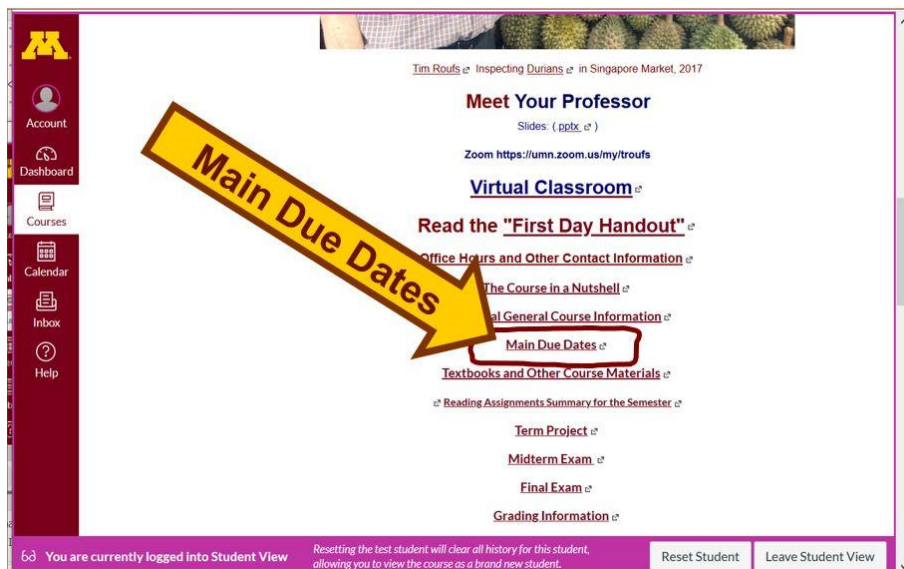 M
Account
Dashboard
Courses
Calendar
Inbox
Help
Tim Roufs Inspecting Durians in Singapore Market, 2017
Meet Your Professor
Slides: (.pptx )
Zoom https://umn.zoom.us/my/troufs
Virtual Classroom
Read the "First Day Handout"
Office Hours and Other Contact Information
The Course in a Nutshell
General Course Information
Main Due Dates
Main Due Dates
Textbooks and Other Course Materials
Reading Assignments Summary for the Semester
Term Project
Midterm Exam
Final Exam
Grading Information
You are currently logged into Student View
Resetting the test student will clear all history for this student,
allowing you to view the course as a brand new student.
Reset Student
Leave Student View